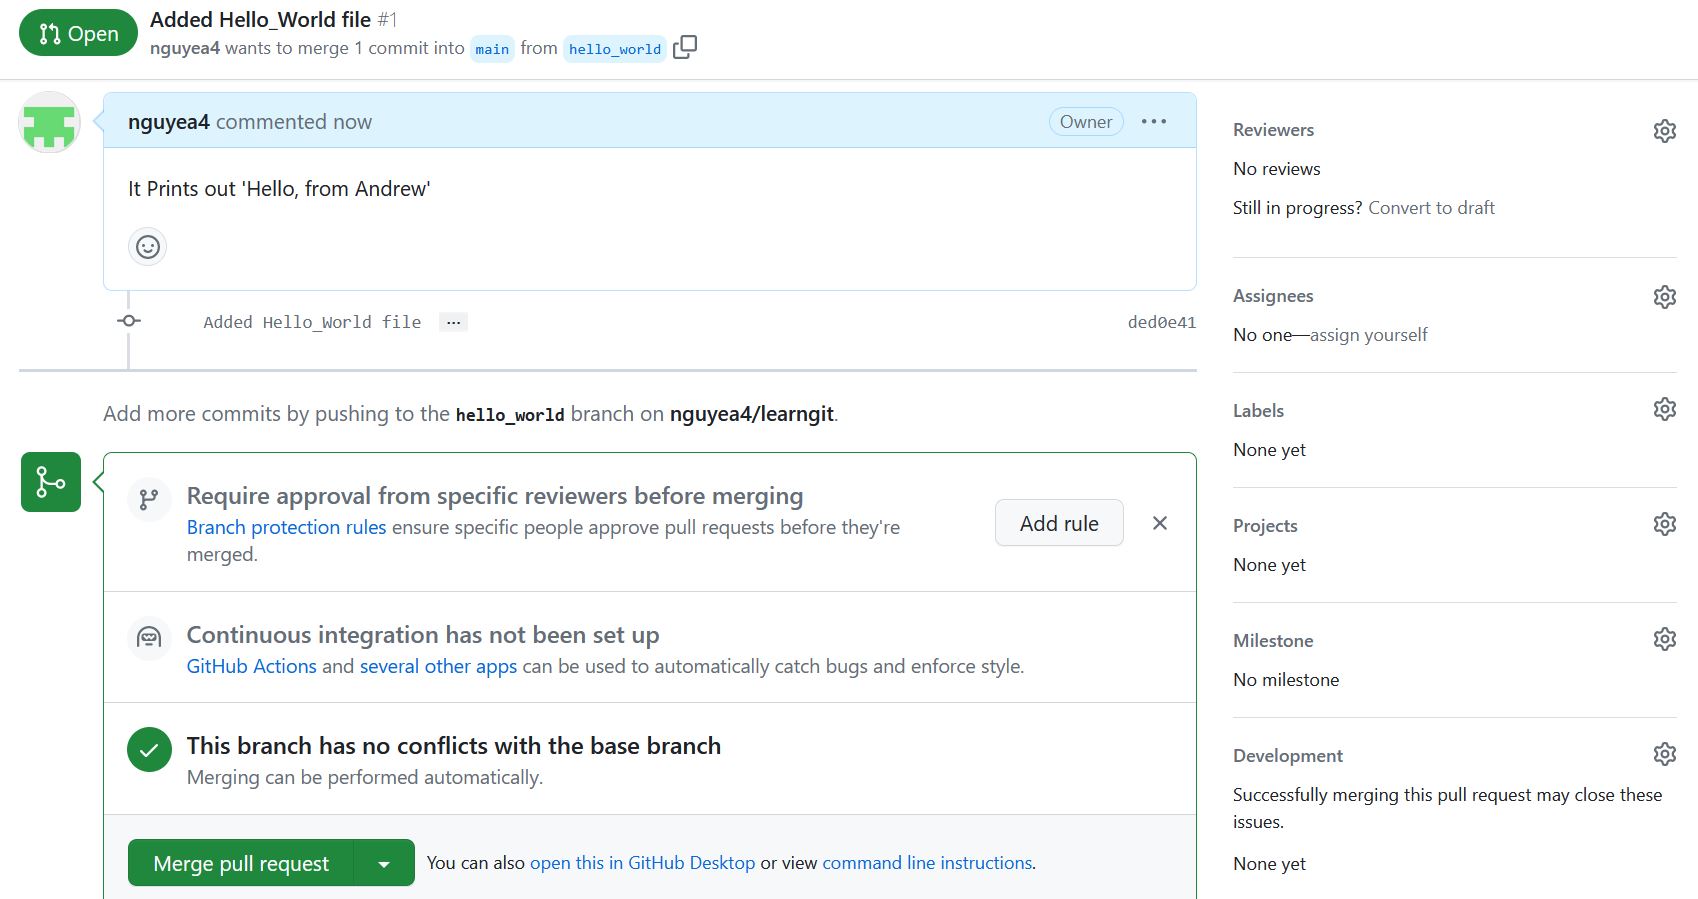 Open
Added Hello_World file #1
nguyea4 wants to merge 1 commit into main from hello_world
nguyea4 commented now
Owner
It Prints out 'Hello, from Andrew'
Added Hello_World file ...
ded0e41
Add more commits by pushing to the hello_world branch on nguyea4/learngit.
Require approval from specific reviewers before merging
Branch protection rules ensure specific people approve pull requests before they're
merged.
Add rule
Continuous integration has not been set up
GitHub Actions and several other apps can be used to automatically catch bugs and enforce style.
This branch has no conflicts with the base branch
Merging can be performed automatically.
Merge pull request
You can also open this in GitHub Desktop or view command line instructions.
Reviewers
No reviews
Still in progress? Convert to draft
Assignees
No one—assign yourself
Labels
None yet
Projects
None yet
Milestone
No milestone
Development
Successfully merging this pull request may close these
issues.
None yet